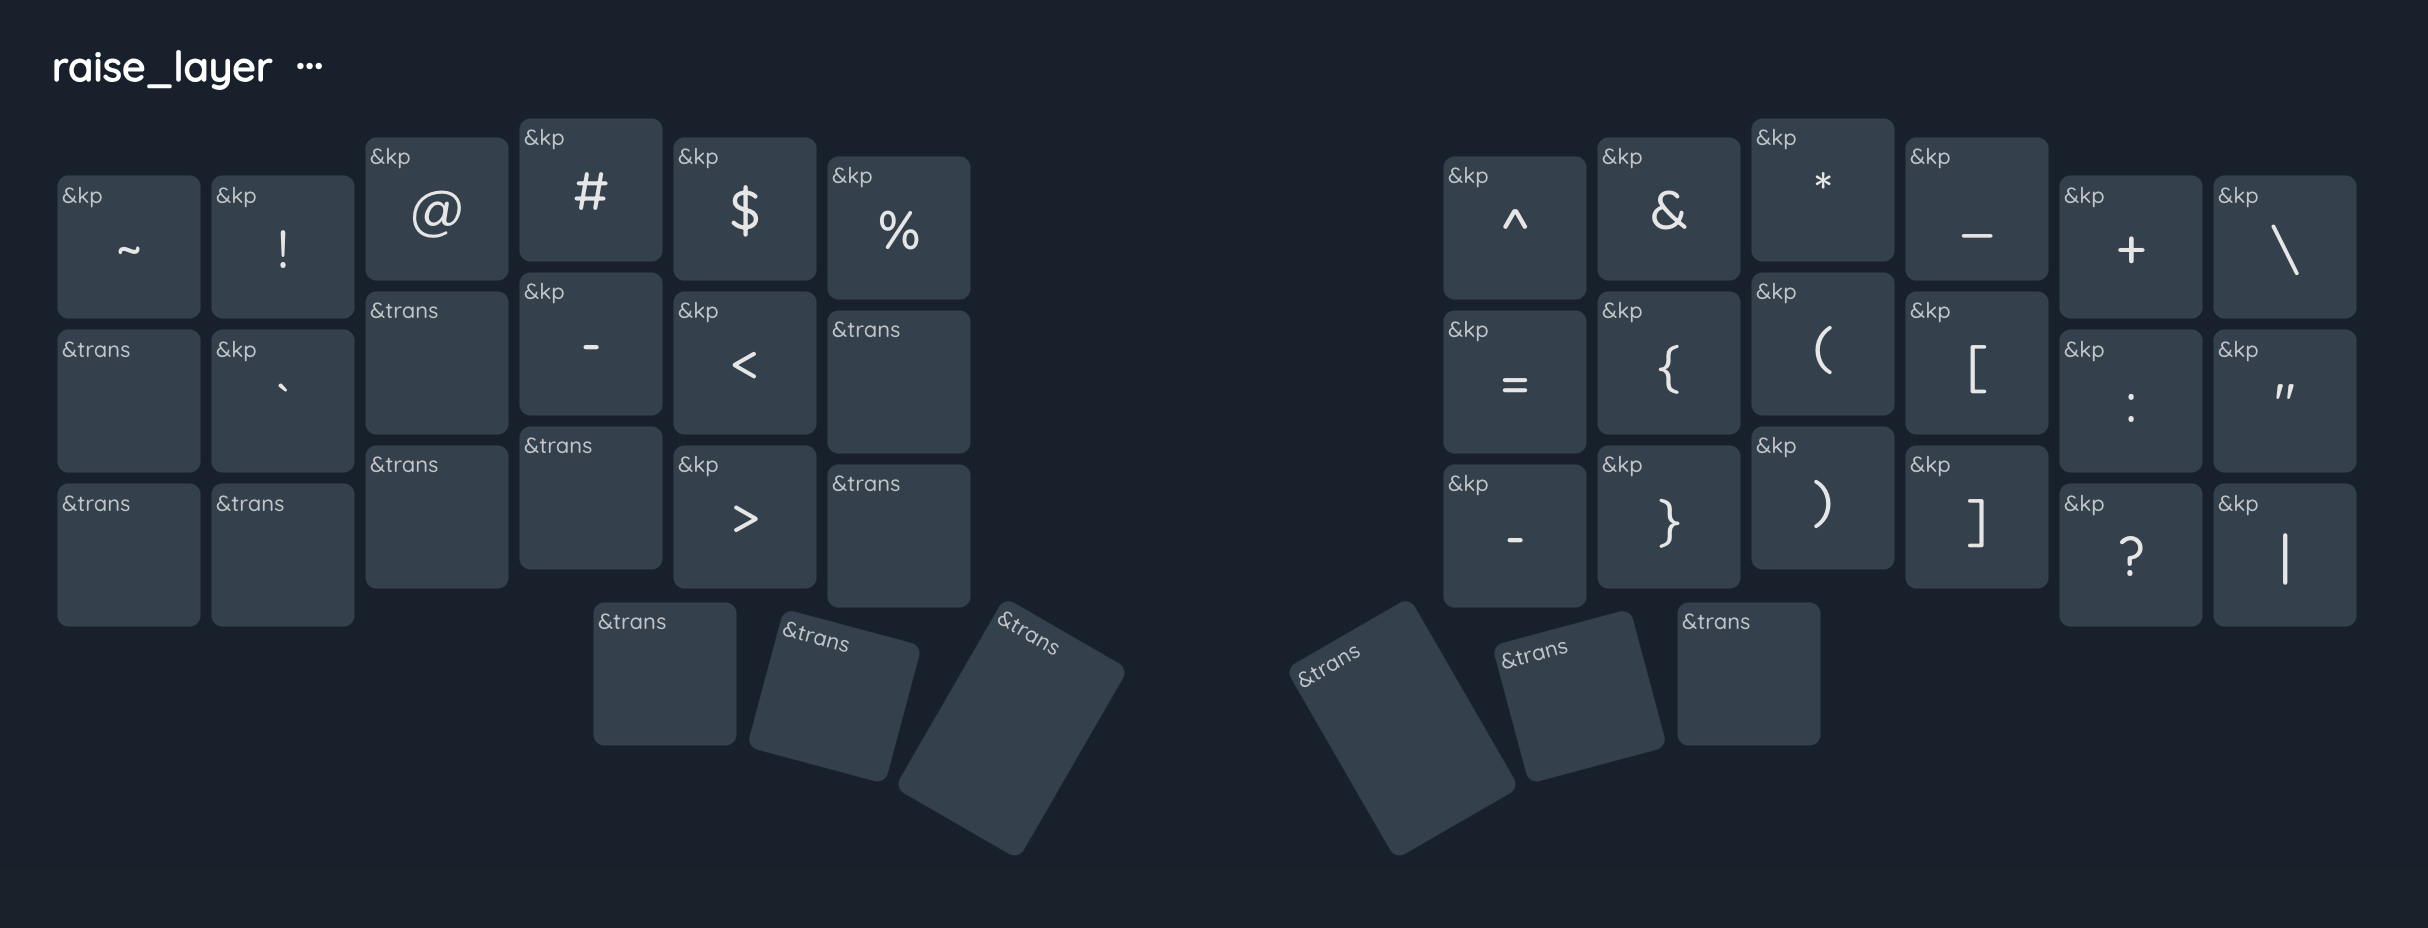 raise_layer ···
&kp ~ &kp ! &kp @ &kp # &kp $ &kp % &kp ^ &kp & &kp * &kp _ &kp + &kp \
&trans &kp ` &trans &kp - &kp < &trans &kp = &kp { &kp ( &kp [ &kp : &kp "
&trans &trans &trans &trans &kp > &trans &kp - &kp } &kp ) &kp ] &kp ? &kp |
&trans &trans &trans &trans &trans &trans